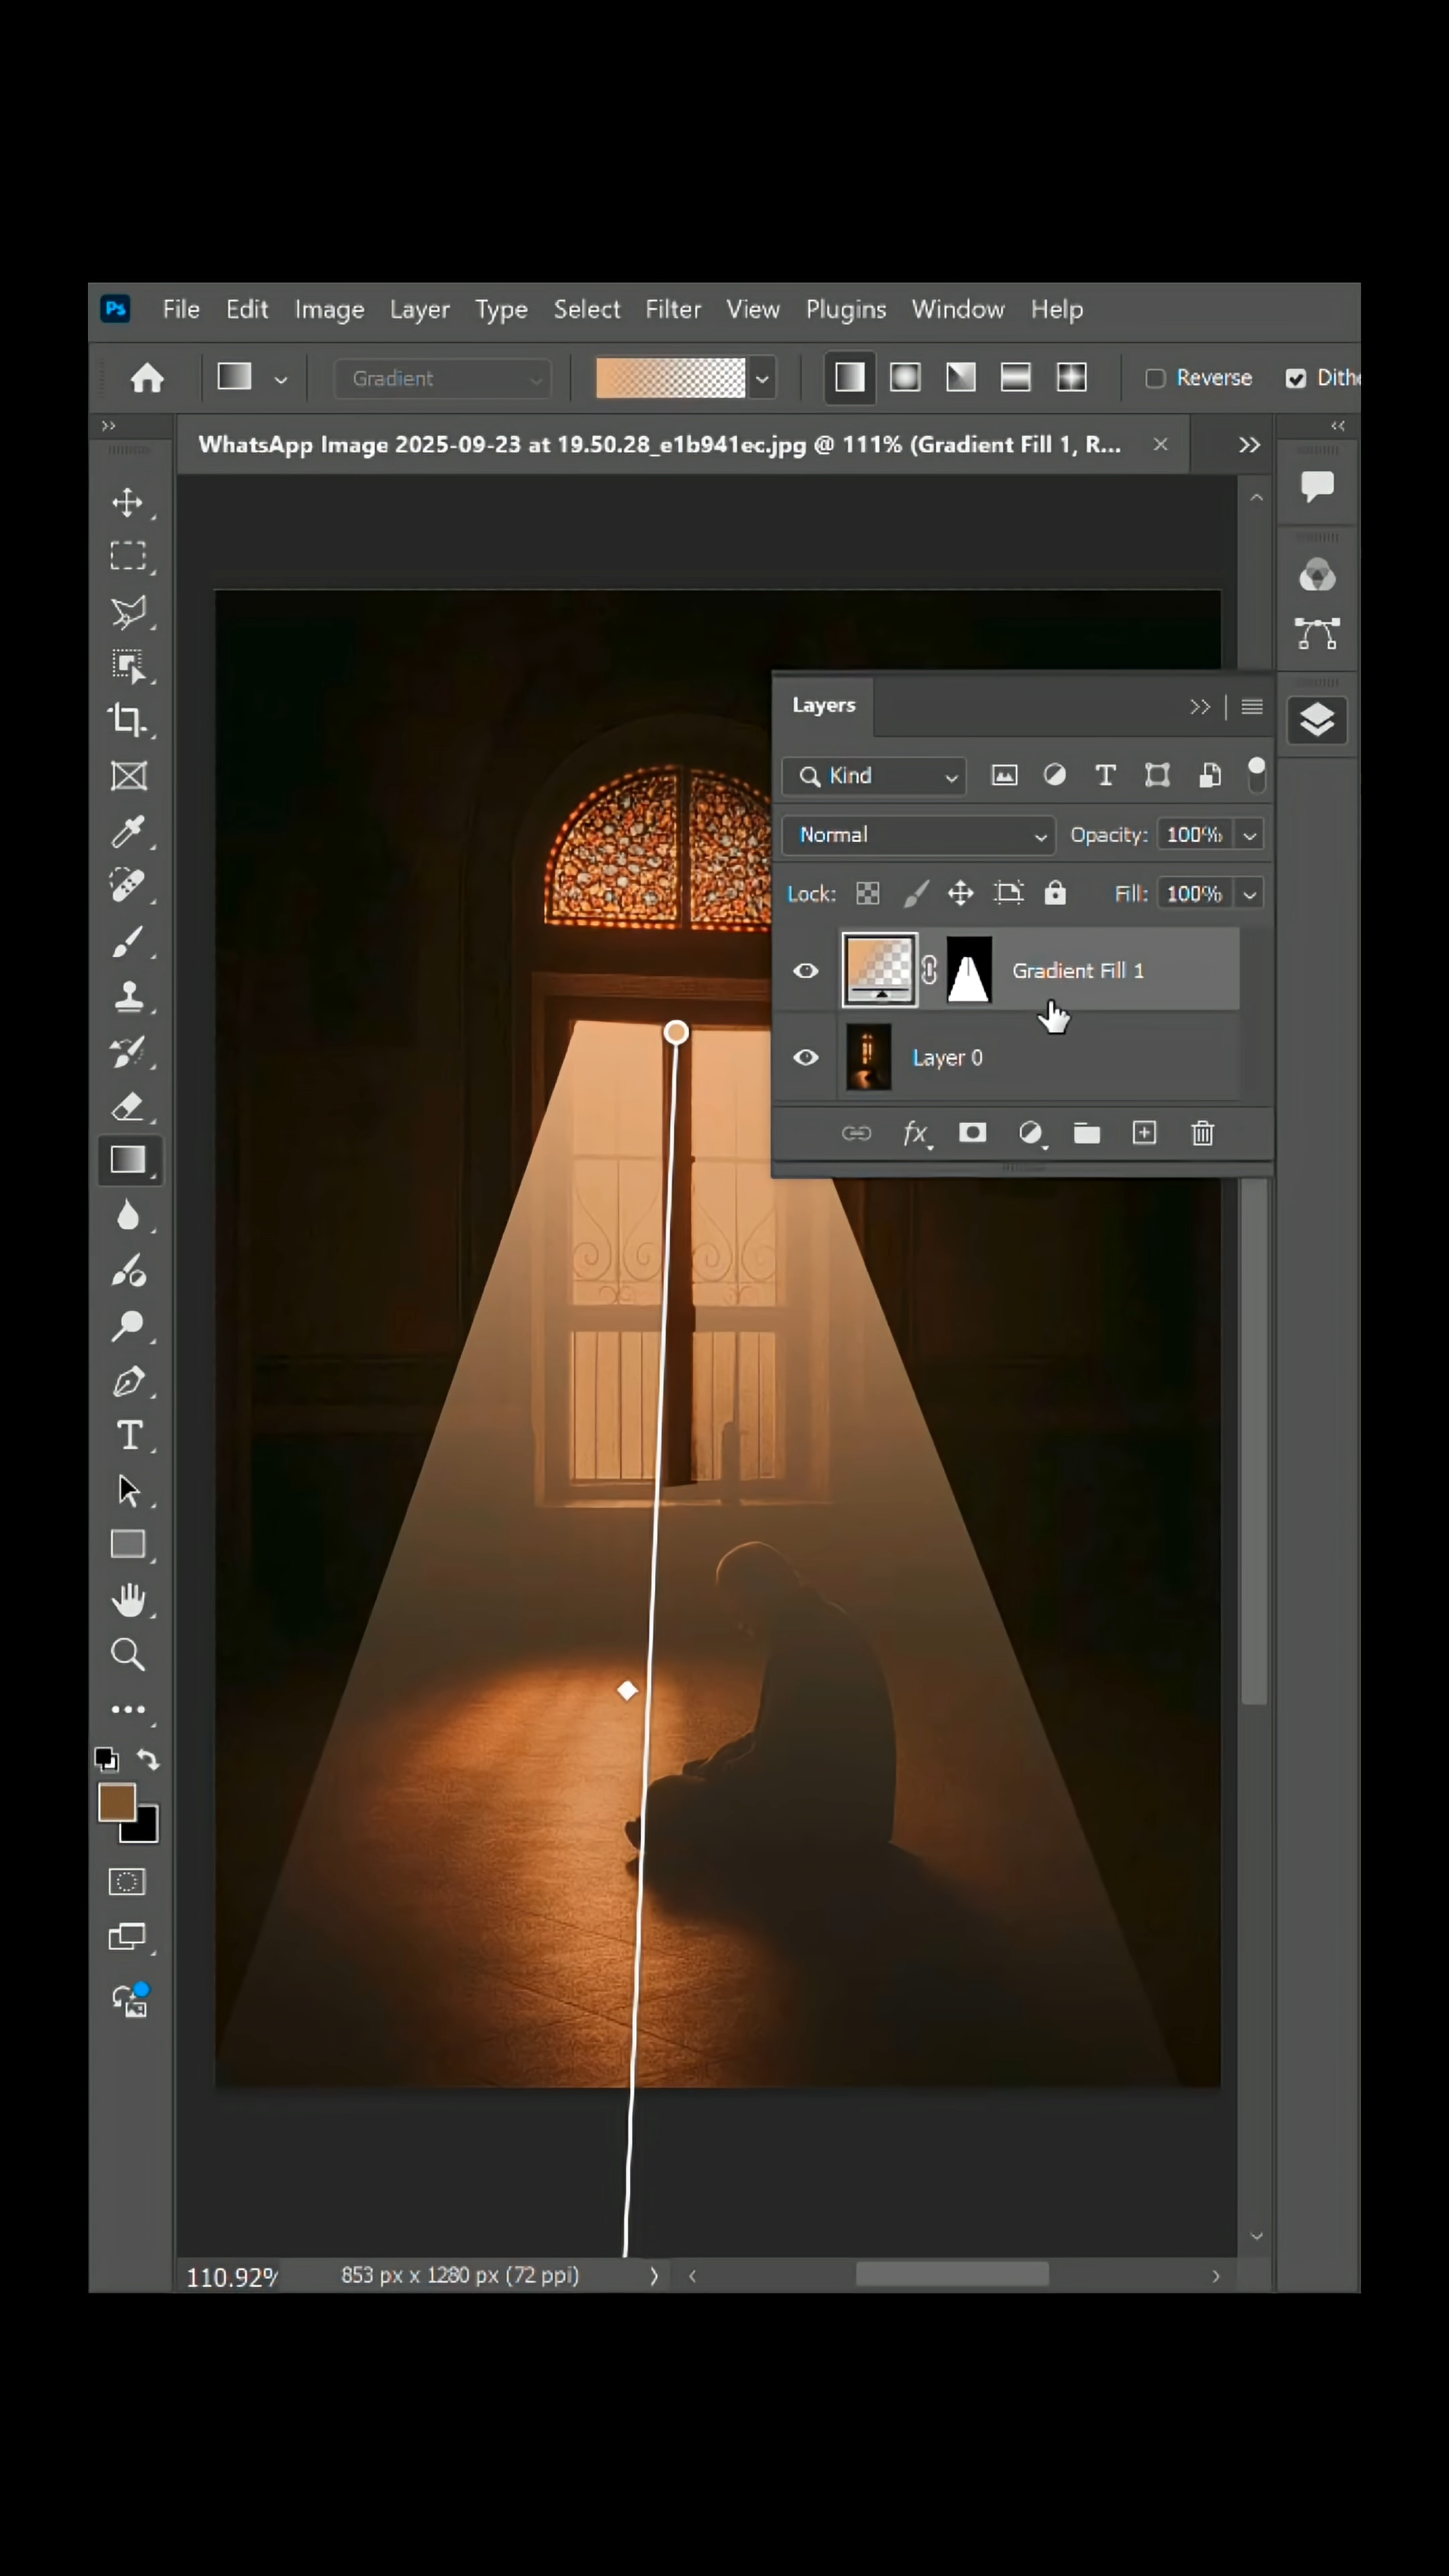 Ps File Edit Image Layer Type Select Filter View Plugins Window Help
Gradient Reverse Dithe
WhatsApp Image 2025-09-23 at 19.50.28_e1b941ec.jpg @ 111% (Gradient Fill 1, R... ×
Layers
Kind
Normal Opacity: 100%
Lock: Fill: 100%
Gradient Fill 1
Layer 0
fx
110.92% 853 px x 1280 px (72 ppi)